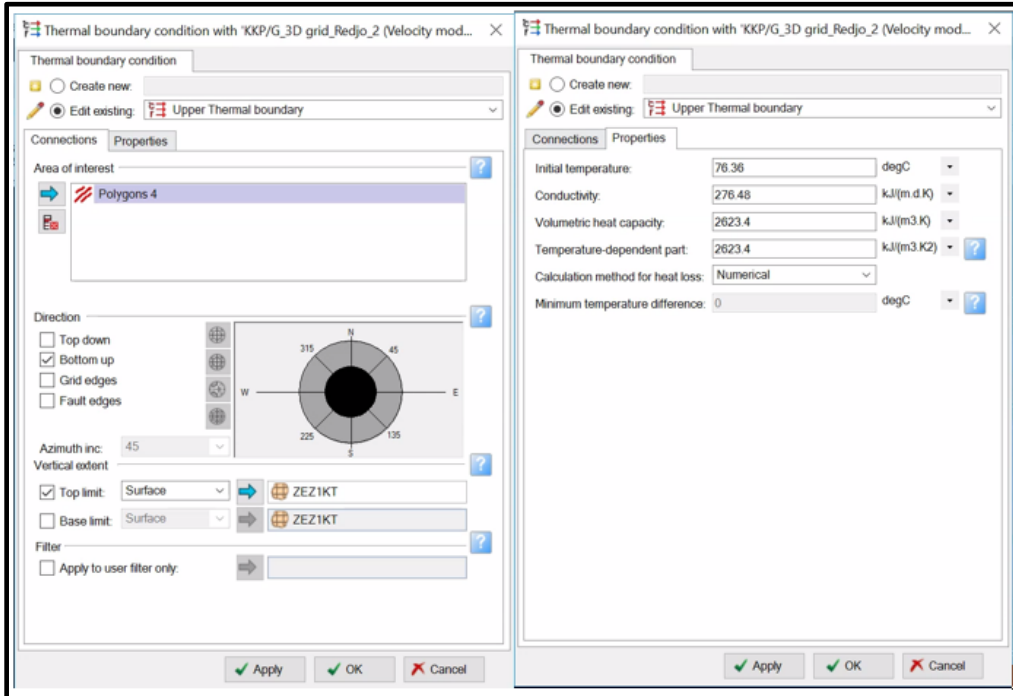 Thermal boundary condition with 'KKP/G_3D grid_Redjo_2 (Velocity mod...
Thermal boundary condition
Create new:
Edit existing: Upper Thermal boundary
Connections Properties
Area of interest
?
Polygons 4
Direction
?
Top down
Bottom up
Grid edges
Fault edges
N
45
E
135
S
225
W
315
Azimuth inc: 45
Vertical extent
?
Top limit: Surface ZEZ1KT
Base limit: Surface ZEZ1KT
Filter
?
Apply to user filter only:
Apply OK Cancel
Thermal boundary condition with 'KKP/G_3D grid_Redjo_2 (Velocity mod...
Thermal boundary condition
Create new:
Edit existing: Upper Thermal boundary
Connections Properties
Initial temperature: 76.36 degC
Conductivity: 276.48 kJ/(m.d.K)
Volumetric heat capacity: 2623.4 kJ/(m3.K)
Temperature-dependent part: 2623.4 kJ/(m3.K2) ?
Calculation method for heat loss: Numerical
Minimum temperature difference: 0 degC ?
Apply OK Cancel